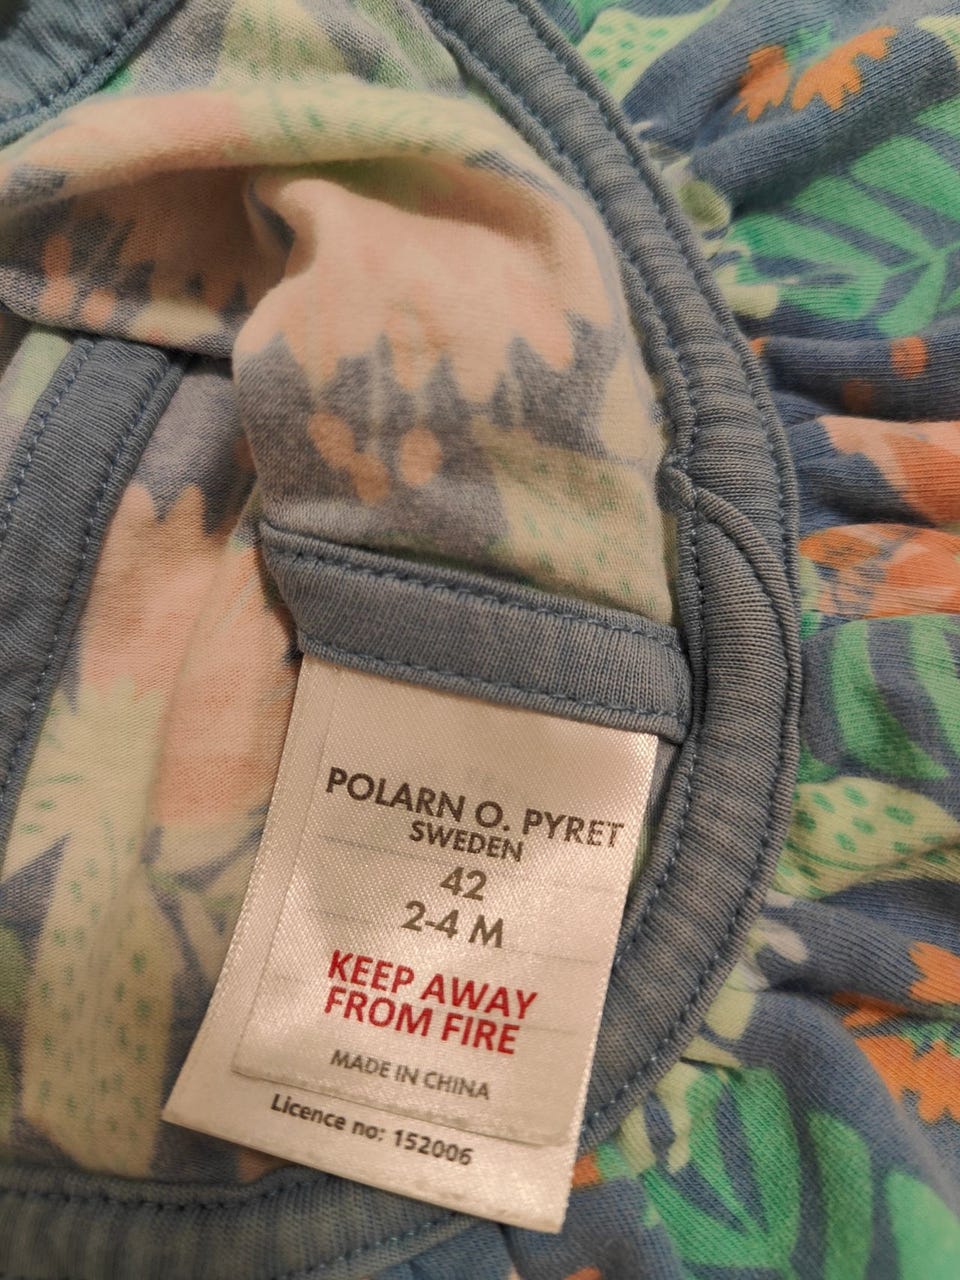 POLARN O. PYRET
SWEDEN
42
2-4 M
KEEP AWAY
FROM FIRE
MADE IN CHINA
Licence no: 152006